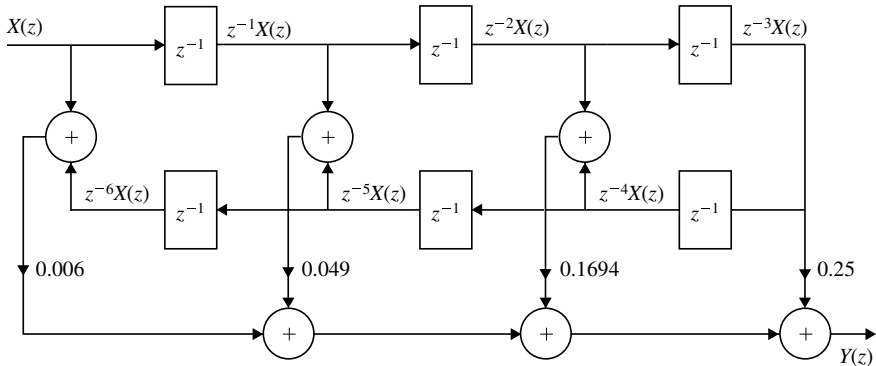 X(z) z⁻¹X(z) z⁻²X(z) z⁻³X(z)
z⁻¹ z⁻¹ z⁻¹
+ + +
z⁻⁶X(z) z⁻⁵X(z) z⁻⁴X(z)
z⁻¹ z⁻¹ z⁻¹
0.006 0.049 0.1694 0.25
+ + +
Y(z)